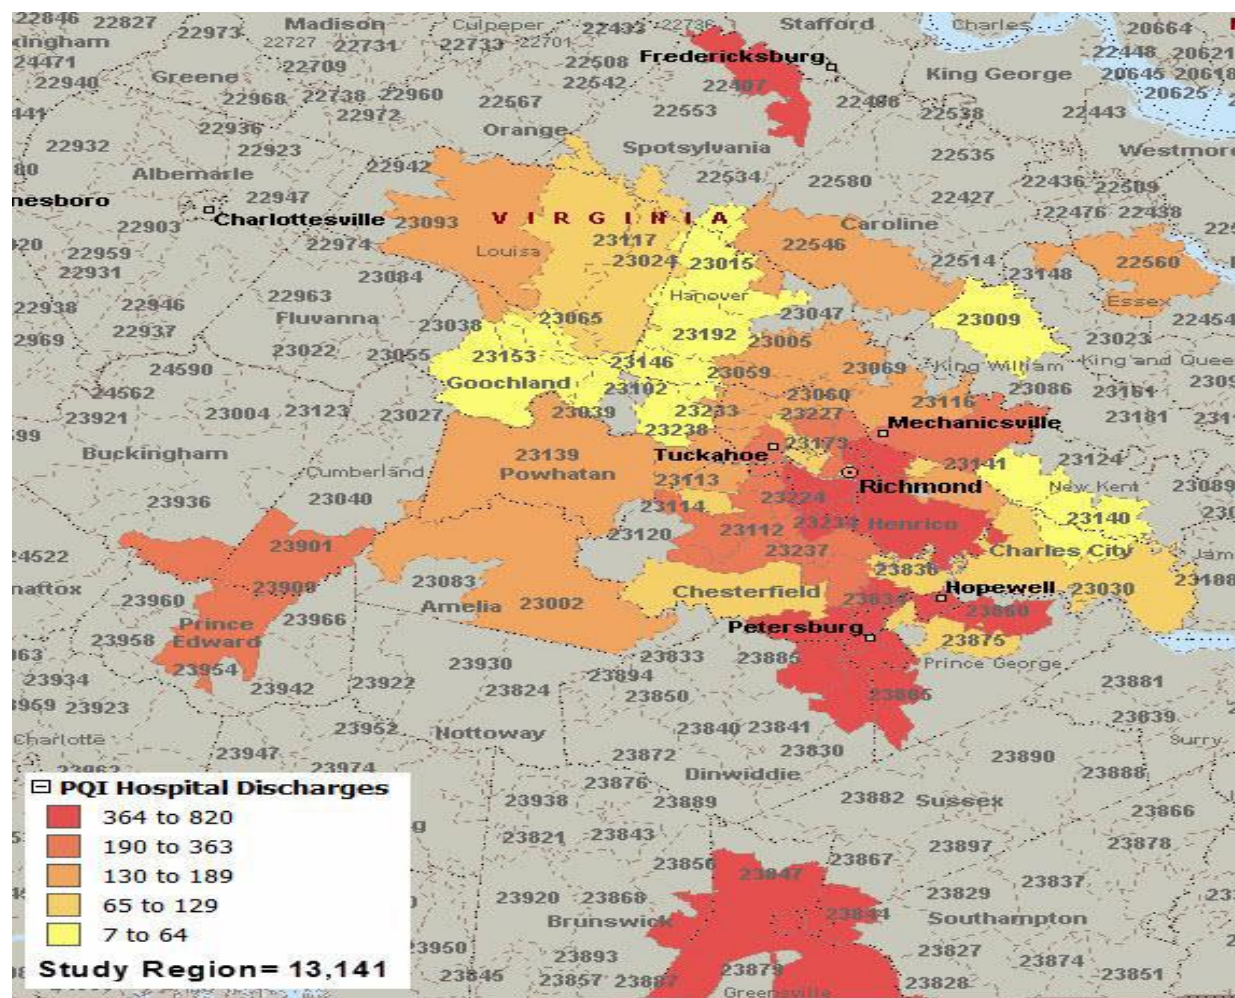 22846 22827 Madison Culpeper 22433 22736 Stafford Charles 20664
22973 22727 22731 22733 22701
24471 22709 22508 Fredericksburg 22448 20621
22940 Greene 22542 22407 King George 20645 20618
22968 22738 22960 22567 22553 20625
22972 22538 22443
22936 Orange
22932 22923 Spotsylvania 22535 Westmor
Albemarle 22942 22534 22580 22436 22509
nesboro 22947 22427
22903 Charlottesville 23093 VIRGINIA Caroline 22476 22438
22959 22974 Louisa 23117 22546
22931 23084 23024 23015 22514 23148 22560
22938 22946 22963 Hanover Essex
22937 Fluvanna 23038 23065 23192 23047 23009 22454
22969 23022 23055 23153 23146 23005 23023
24590 Goochland 23102 23059 23069 King William King and Quee
24562 23060 23086 23161
23921 23004 23123 23027 23039 23233 23227 23116 23181
Buckingham 23238 23173 Mechanicsville
Cumberland 23139 Tuckahoe 23141 23124
23936 23040 Powhatan 23113 Richmond New Kent 23089
23114 23224 23140
24522 23901 23120 23112 23234 Henrico
23237 Charles City
23960 23909 23083 Chesterfield 23836 Hopewell 23030 23188
Prince Edward 23966 Amelia 23002 23834 23860
23958 Petersburg 23875
23954 23930 23833 23885 Prince George
23934 23942 23922 23824 23894 23881
23959 23923 23850 23805
23952 Nottoway 23840 23841 23839
Charlotte 23947 23872 23830 23890 Surry
23962 23974 Dinwiddie 23888
23876
23938 23889 23882 Sussex 23866
23821 23843 23897 23878
23856 23867
23920 23868 23847 23829 23837
Brunswick 23844 Southampton
23950 23893 23827 23874
23845 23857 23887 23879 23828 23851
Greensville
PQI Hospital Discharges
364 to 820
190 to 363
130 to 189
65 to 129
7 to 64
Study Region= 13,141